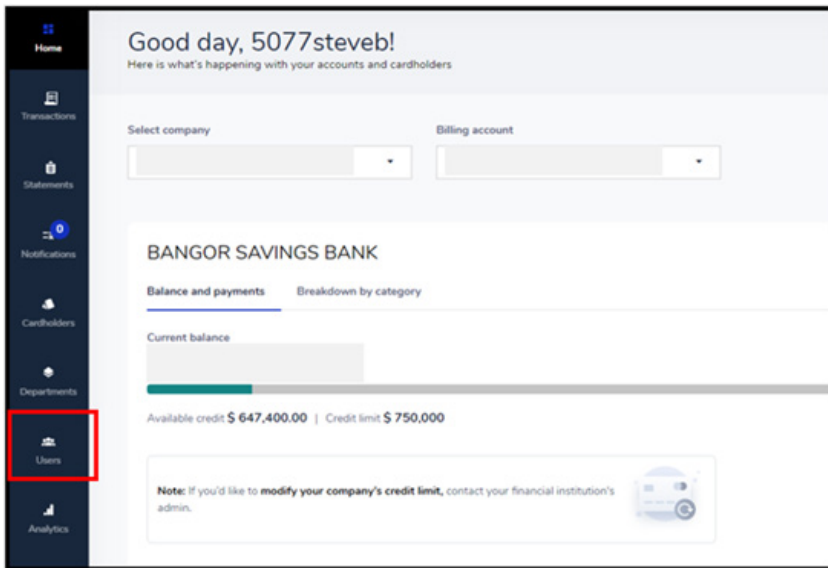 Home
Transactions
Statements
0
Notifications
Cardholders
Departments
Users
Analytics
Good day, 5077steveb!
Here is what's happening with your accounts and cardholders
Select company
Billing account
BANGOR SAVINGS BANK
Balance and payments
Breakdown by category
Current balance
Available credit $ 647,400.00 | Credit limit $ 750,000
Note: If you'd like to modify your company's credit limit, contact your financial institution's
admin.